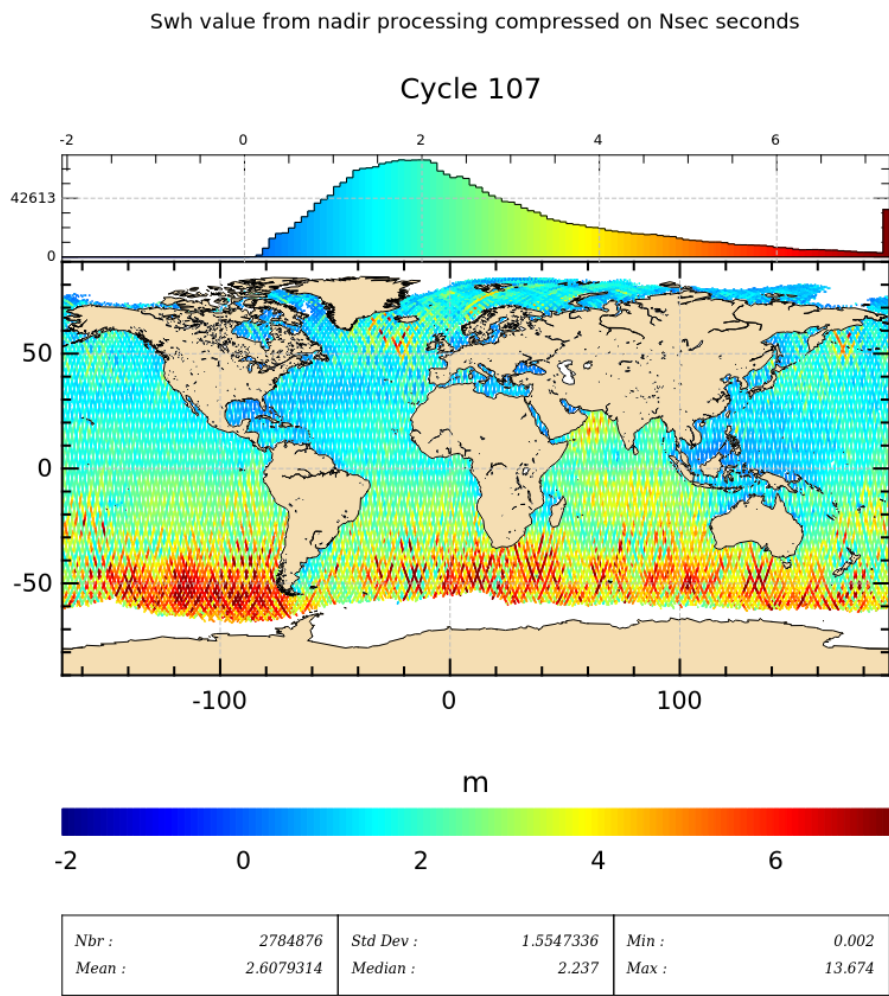 Swh value from nadir processing compressed on Nsec seconds
Cycle 107
-2 0 2 4 6
42613
0
50
0
-50
-100 0 100
m
-2 0 2 4 6
Nbr : 2784876 Std Dev : 1.5547336 Min : 0.002
Mean : 2.6079314 Median : 2.237 Max : 13.674